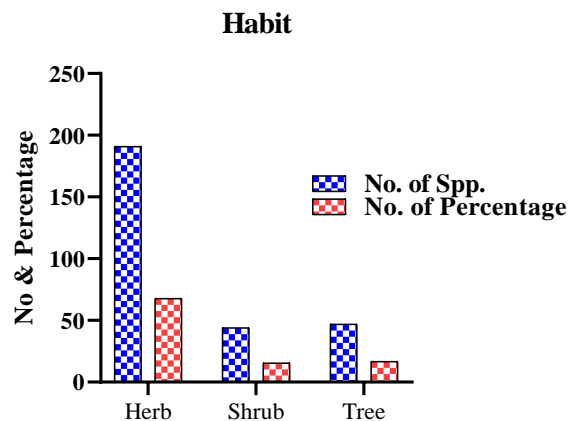 Habit
No & Percentage
250
200
150
100
50
0
Herb
Shrub
Tree
No. of Spp.
No. of Percentage